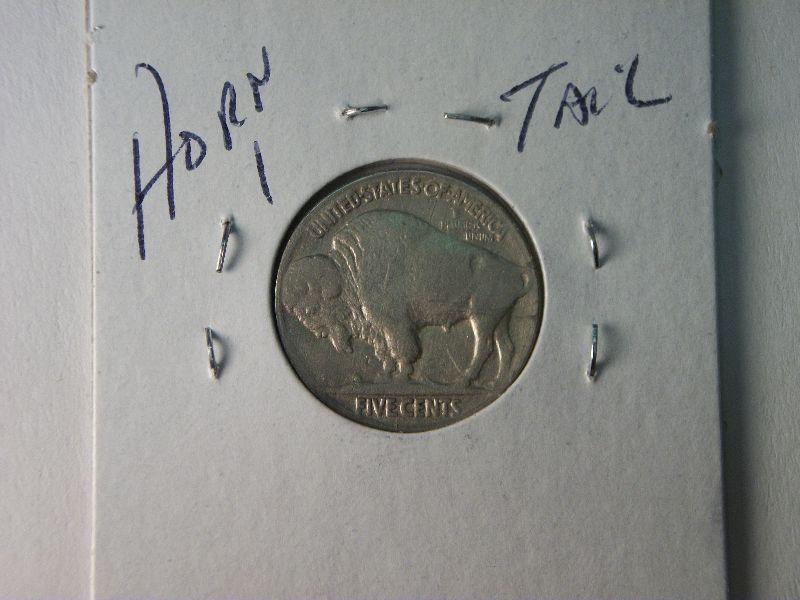 HORN TAIL
UNITED STATES OF AMERICA
E PLURIBUS
UNUM
FIVE CENTS